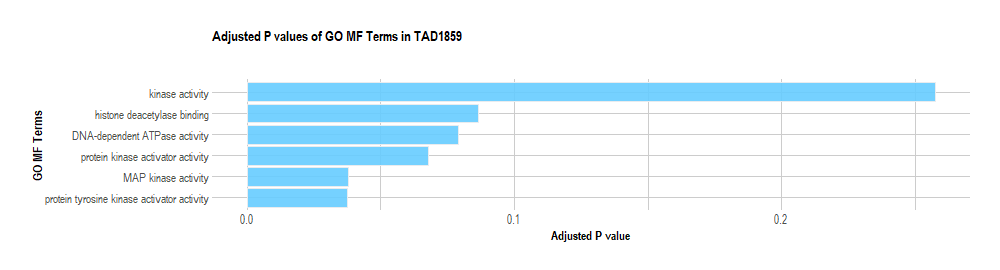 Adjusted P values of GO MF Terms in TAD1859
GO MF Terms
kinase activity
histone deacetylase binding
DNA-dependent ATPase activity
protein kinase activator activity
MAP kinase activity
protein tyrosine kinase activator activity
0.0 0.1 0.2
Adjusted P value